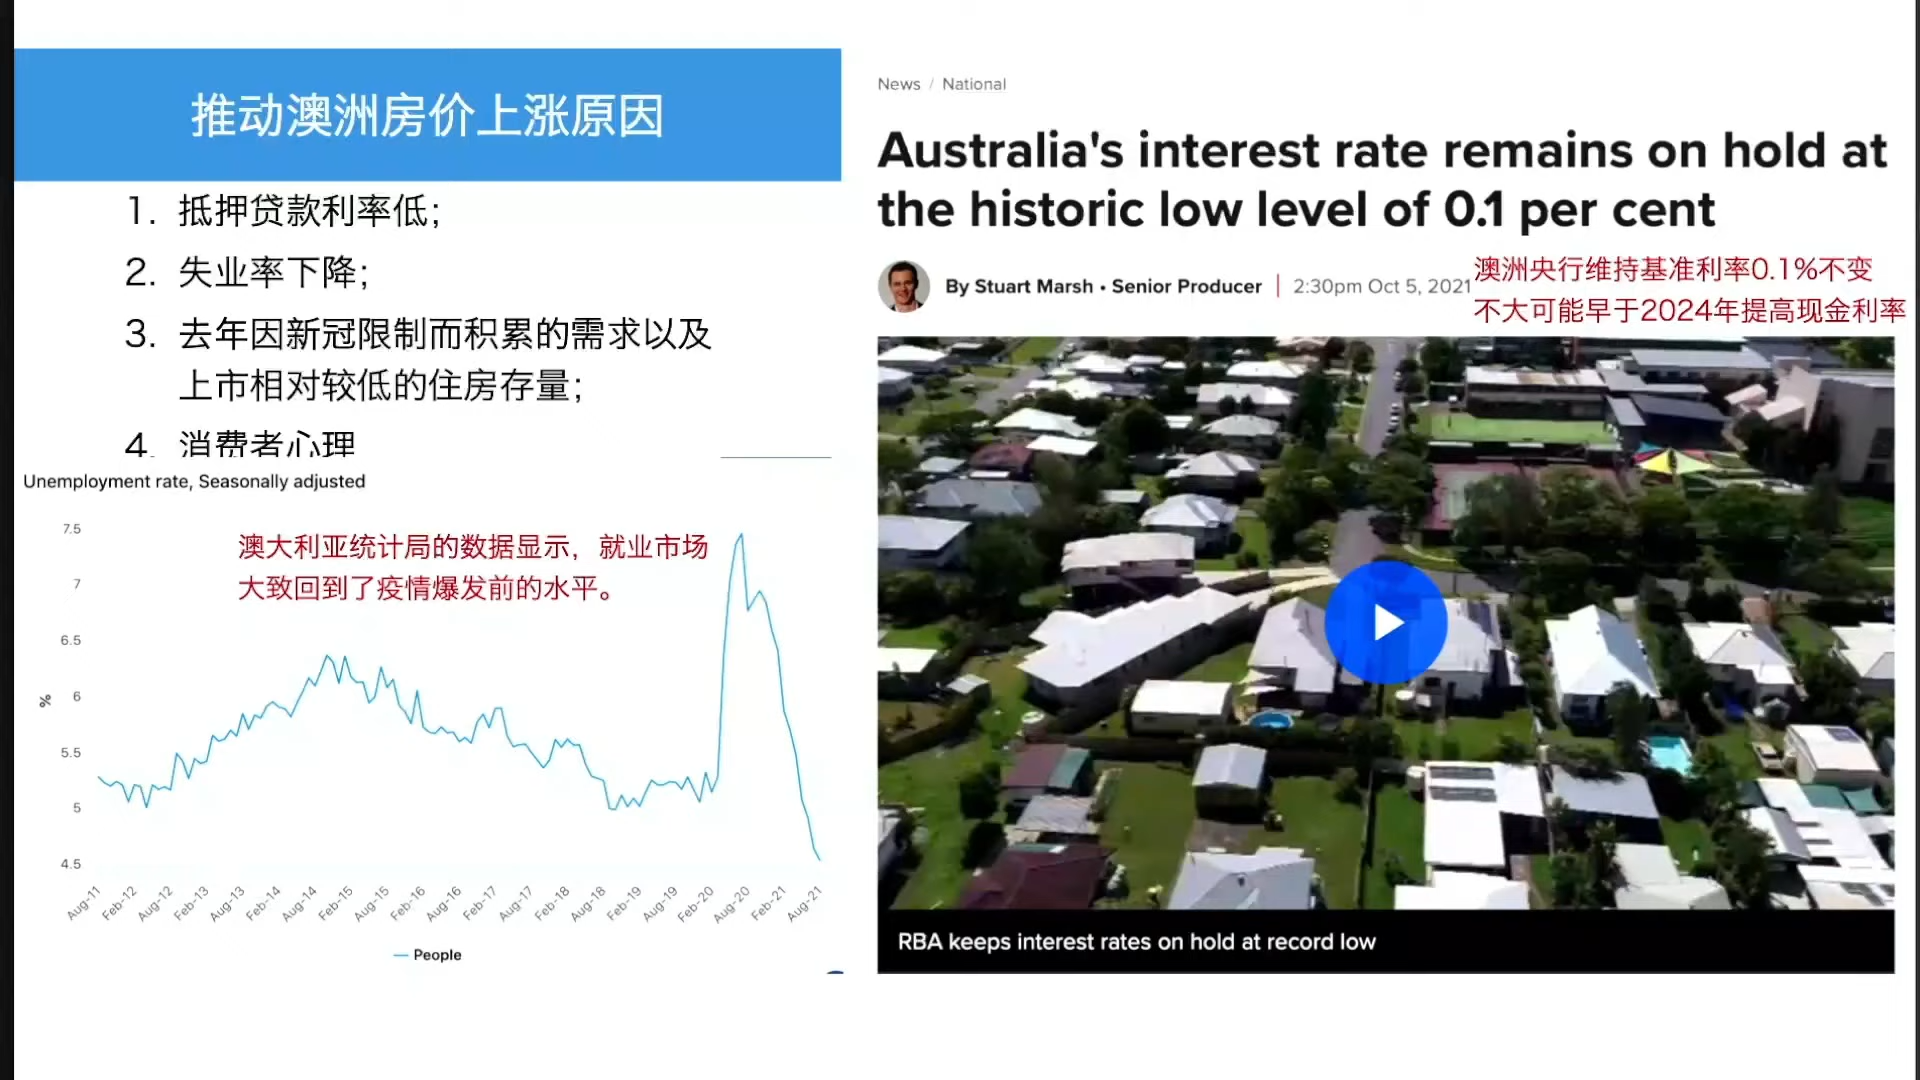 推动澳洲房价上涨原因
1. 抵押贷款利率低;
2. 失业率下降;
3. 去年因新冠限制而积累的需求以及
上市相对较低的住房存量;
4. 消费者心理
Unemployment rate, Seasonally adjusted
澳大利亚统计局的数据显示，就业市场
大致回到了疫情爆发前的水平。
7.5
7
6.5
6
5.5
5
4.5
%
Aug-11
Feb-12
Aug-12
Feb-13
Aug-13
Feb-14
Aug-14
Feb-15
Aug-15
Feb-16
Aug-16
Feb-17
Aug-17
Feb-18
Aug-18
Feb-19
Aug-19
Feb-20
Aug-20
Feb-21
Aug-21
People
News / National
Australia's interest rate remains on hold at
the historic low level of 0.1 per cent
By Stuart Marsh • Senior Producer | 2:30pm Oct 5, 2021
澳洲央行维持基准利率0.1%不变
不大可能早于2024年提高现金利率
RBA keeps interest rates on hold at record low